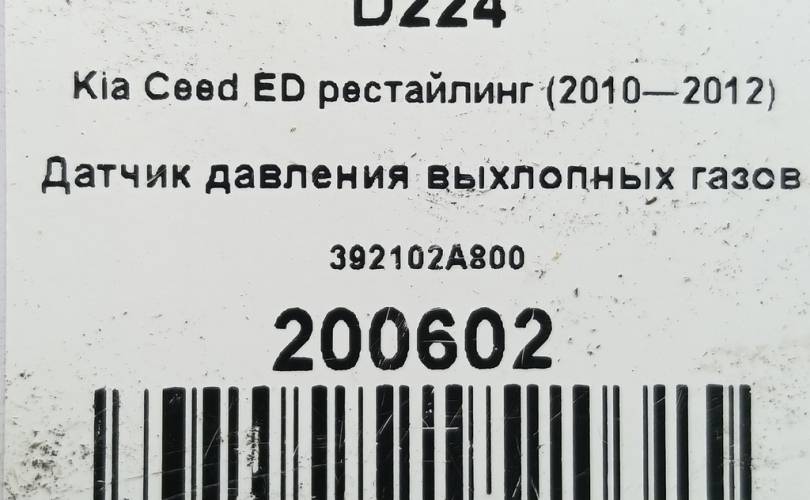 D224
Kia Ceed ED рестайлинг (2010—2012)
Датчик давления выхлопных газов
392102A800
200602